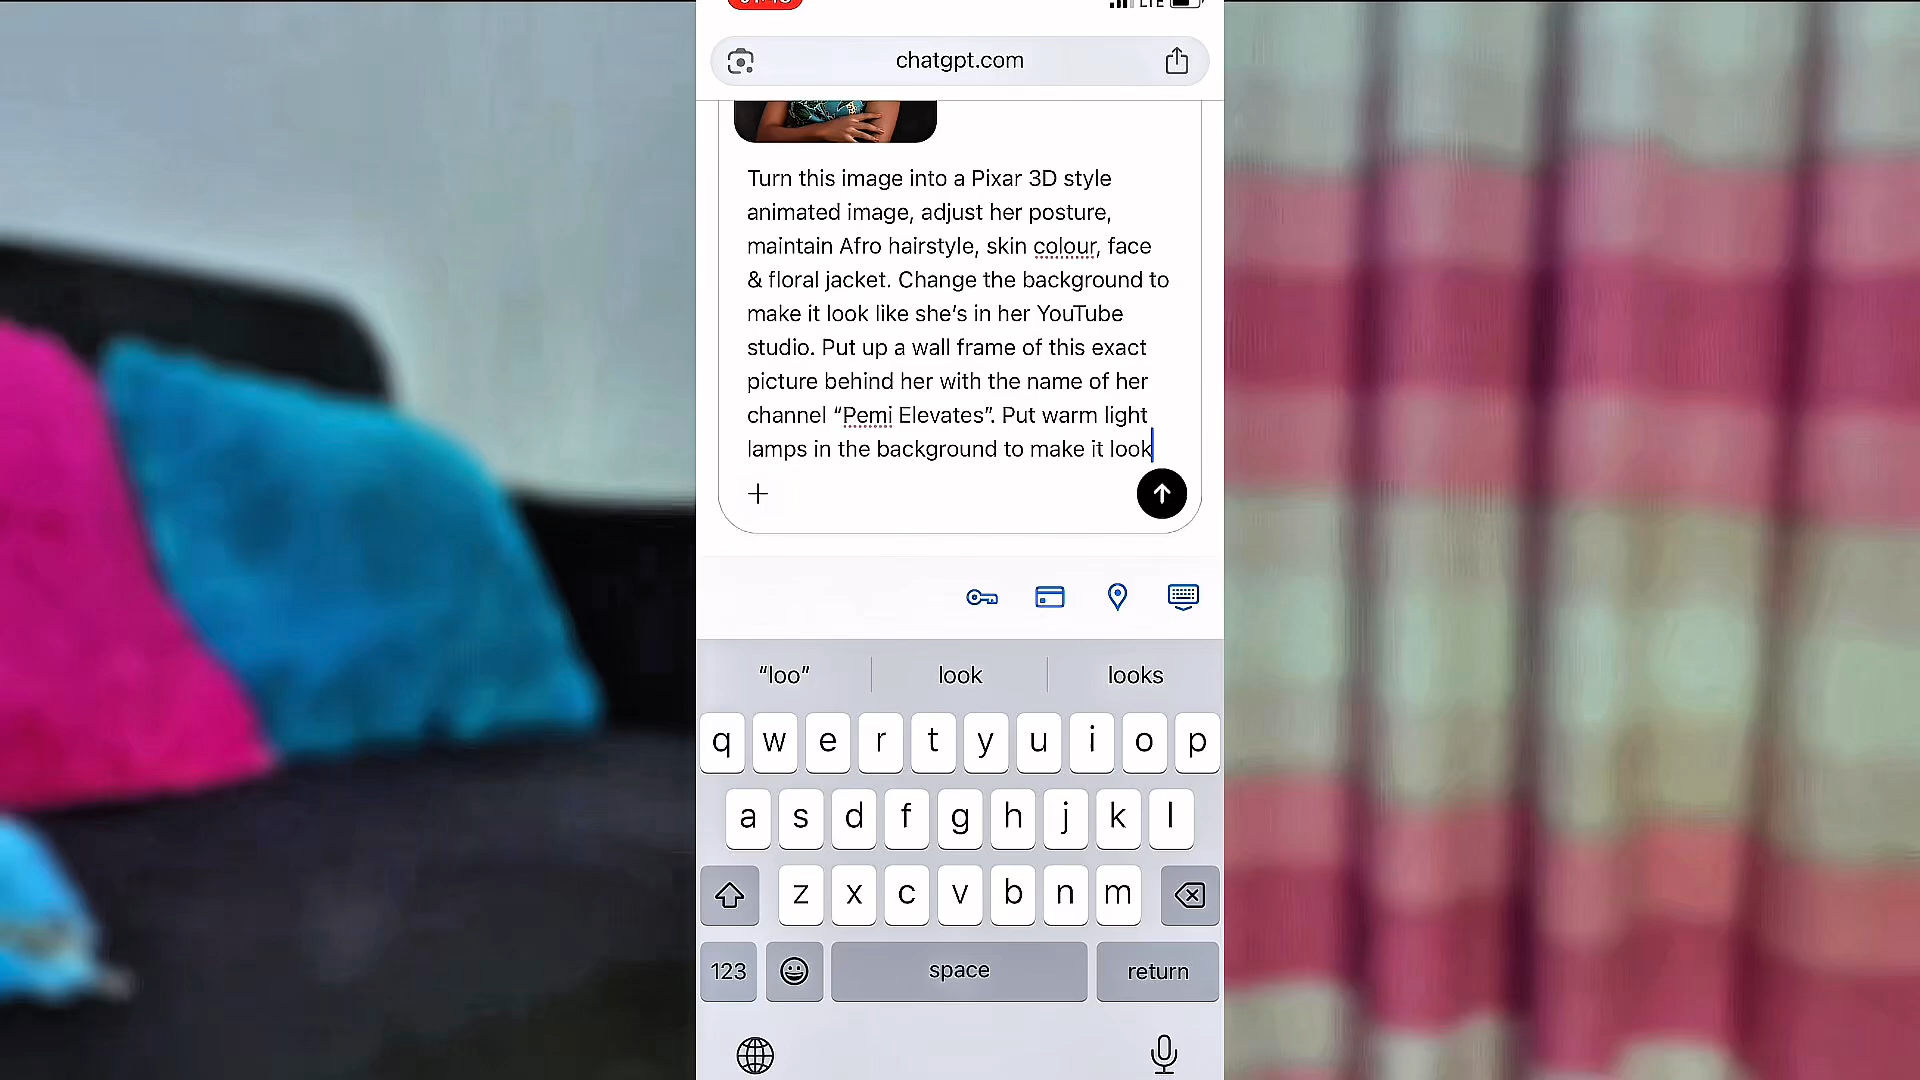 LTE
chatgpt.com
Turn this image into a Pixar 3D style
animated image, adjust her posture,
maintain Afro hairstyle, skin colour, face
& floral jacket. Change the background to
make it look like she’s in her YouTube
studio. Put up a wall frame of this exact
picture behind her with the name of her
channel “Pemi Elevates”. Put warm light
lamps in the background to make it look
“loo” look looks
q w e r t y u i o p
a s d f g h j k l
z x c v b n m
123 space return